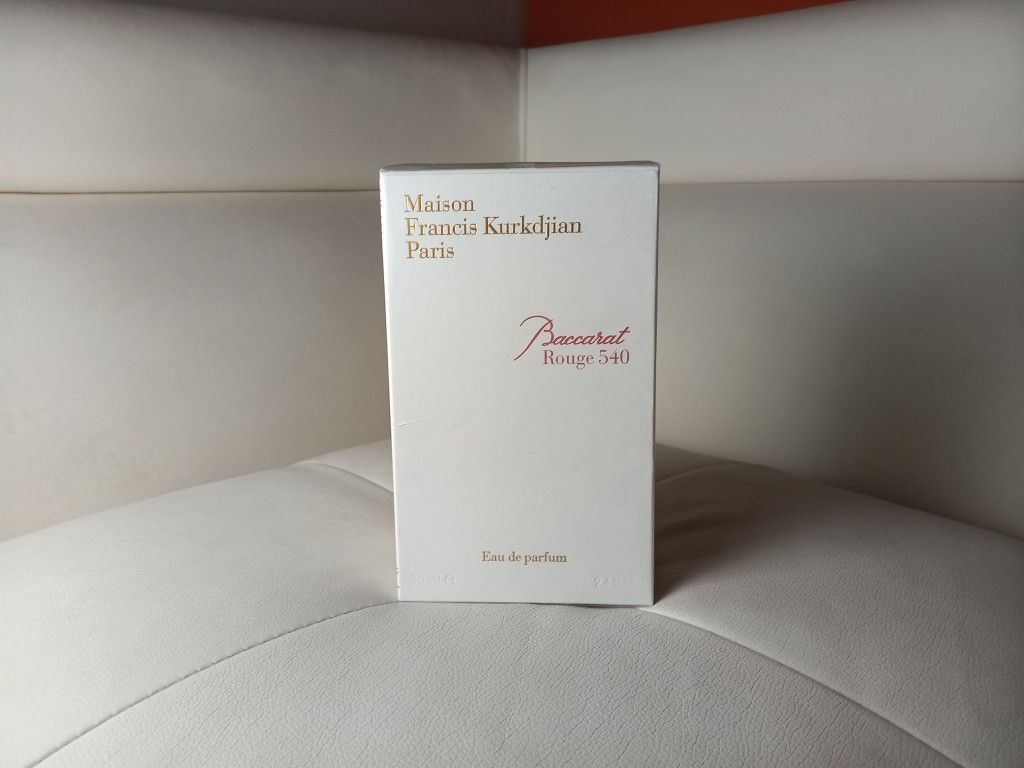 Maison
Francis Kurkdjian
Paris
Baccarat
Rouge 540
Eau de parfum